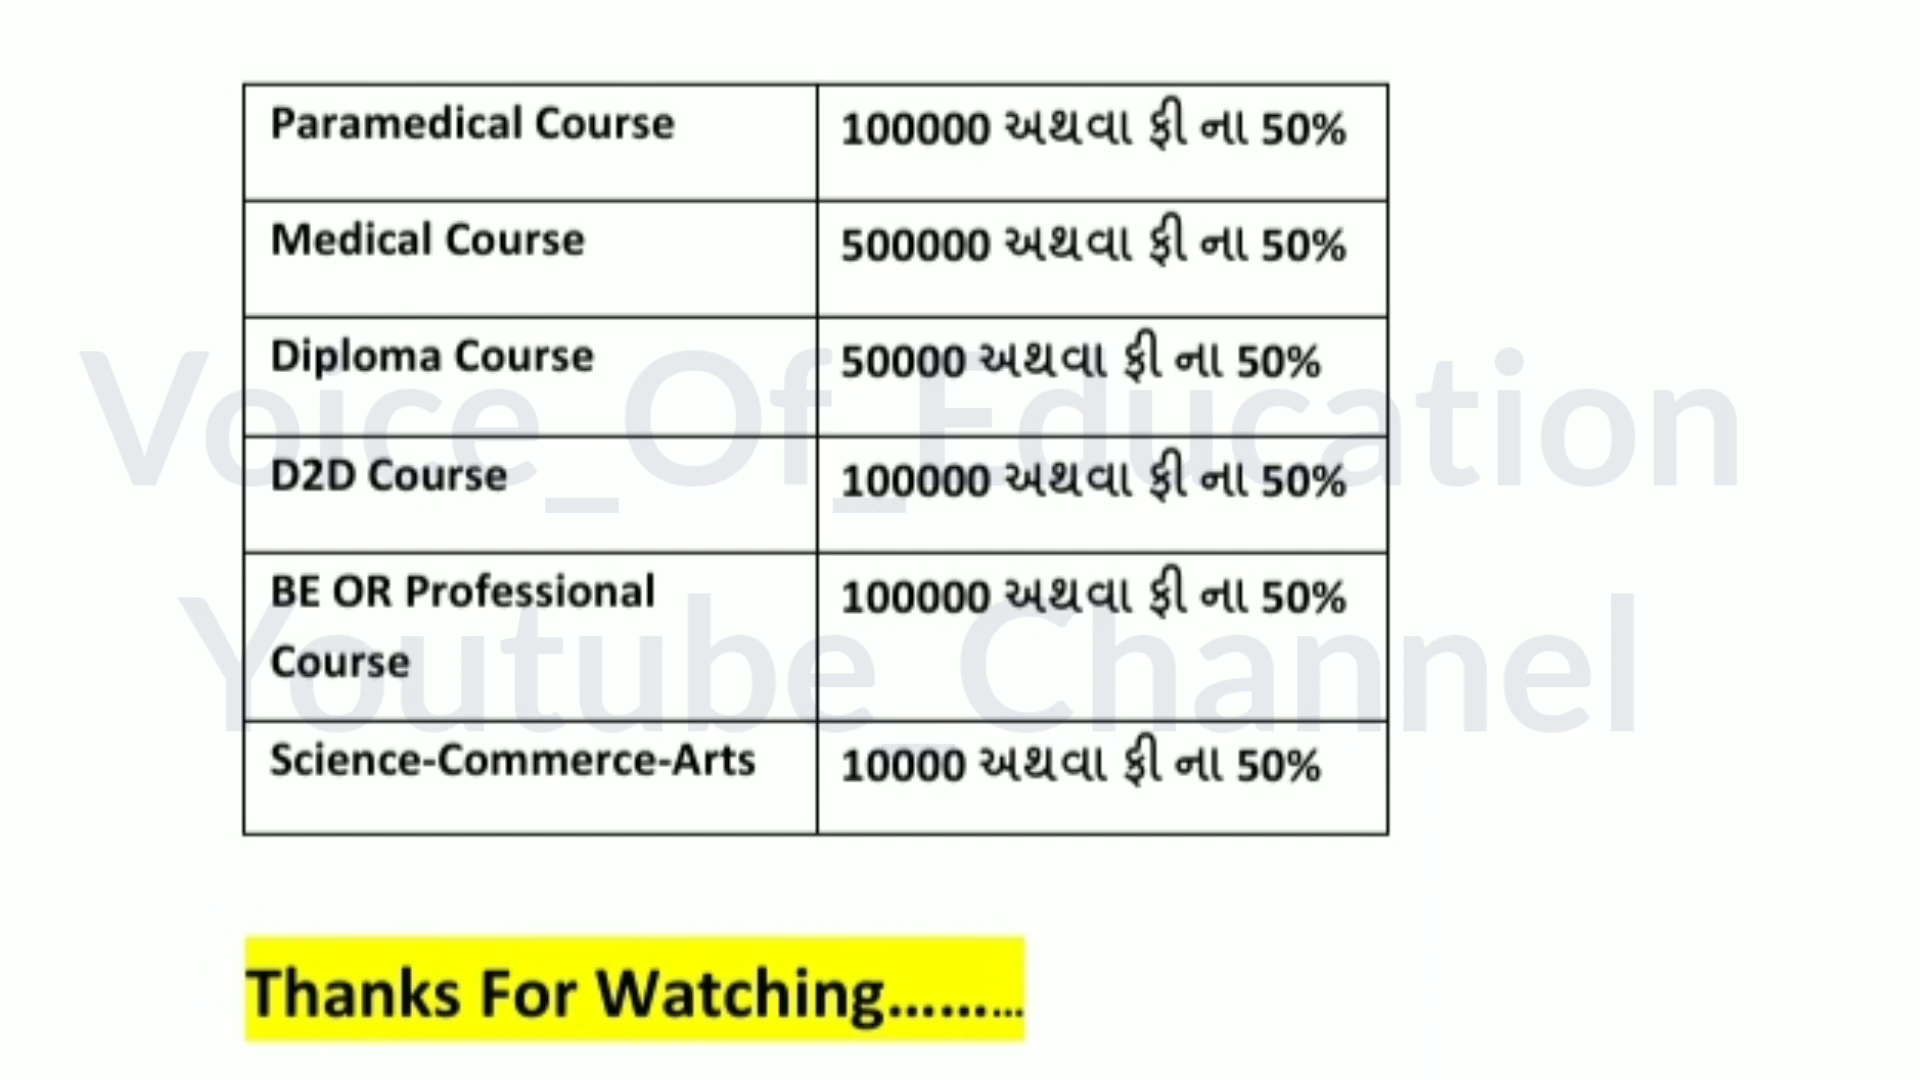 Paramedical Course
100000 અથવા ફી ના 50%
Medical Course
500000 અથવા ફી ના 50%
Diploma Course
50000 અથવા ફી ના 50%
D2D Course
100000 અથવા ફી ના 50%
BE OR Professional
Course
100000 અથવા ફી ના 50%
Science-Commerce-Arts
10000 અથવા ફી ના 50%
Voice_Of_Education
Youtube_Channel
Thanks For Watching.........